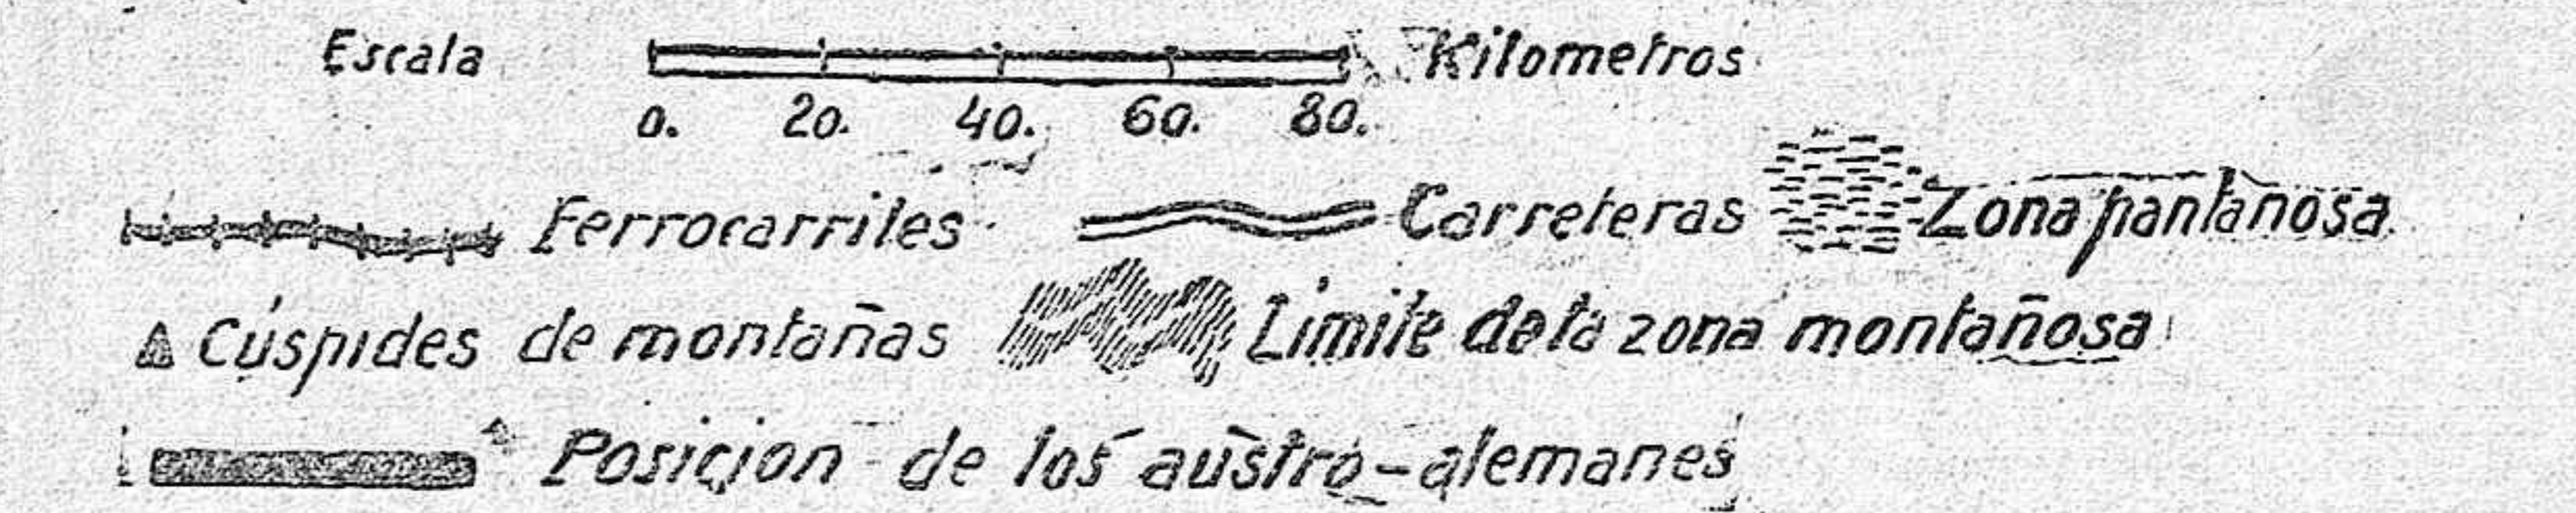 Escala Kilometros
0. 20. 40. 60. 80.
Ferrocarriles Carreteras Zona pantanosa
Cúspides de montañas Límite de la zona montañosa
Posicion de los austro-alemanes